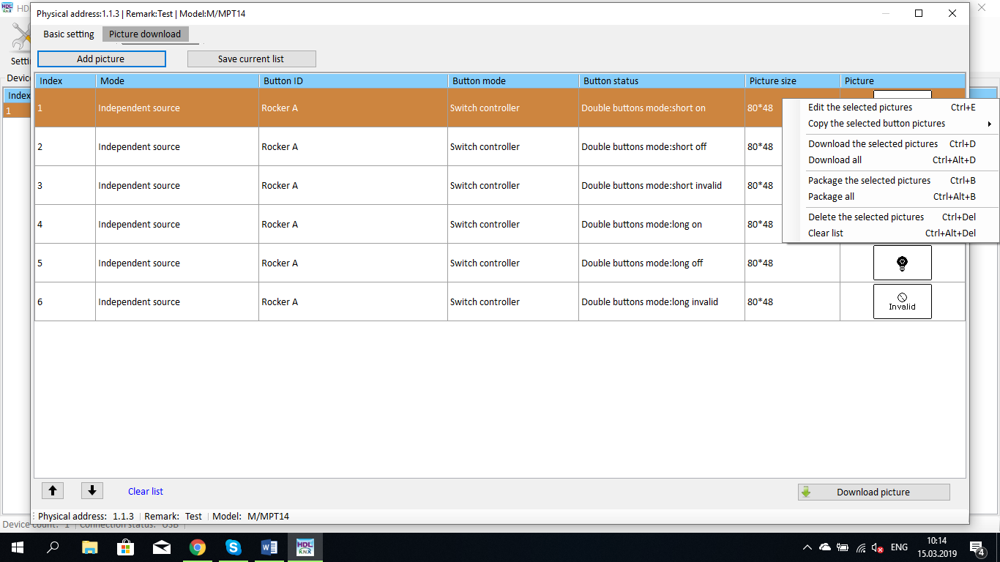 HD
Physical address:1.1.3 | Remark:Test | Model:M/MPT14
Basic setting Picture download
Setti
Add picture Save current list
Device
Index Index Mode Button ID Button mode Button status Picture size Picture
1 1 Independent source Rocker A Switch controller Double buttons mode:short on 80*48
2 Independent source Rocker A Switch controller Double buttons mode:short off 80*48
3 Independent source Rocker A Switch controller Double buttons mode:short invalid 80*48
4 Independent source Rocker A Switch controller Double buttons mode:long on 80*48
5 Independent source Rocker A Switch controller Double buttons mode:long off 80*48
6 Independent source Rocker A Switch controller Double buttons mode:long invalid 80*48 Invalid
Edit the selected pictures Ctrl+E
Copy the selected button pictures
Download the selected pictures Ctrl+D
Download all Ctrl+Alt+D
Package the selected pictures Ctrl+B
Package all Ctrl+Alt+B
Delete the selected pictures Ctrl+Del
Clear list Ctrl+Alt+Del
Clear list Download picture
Physical address: 1.1.3 Remark: Test Model: M/MPT14
Device count: 1 Connection status: USB
HDL KNX ENG 10:14
15.03.2019 4